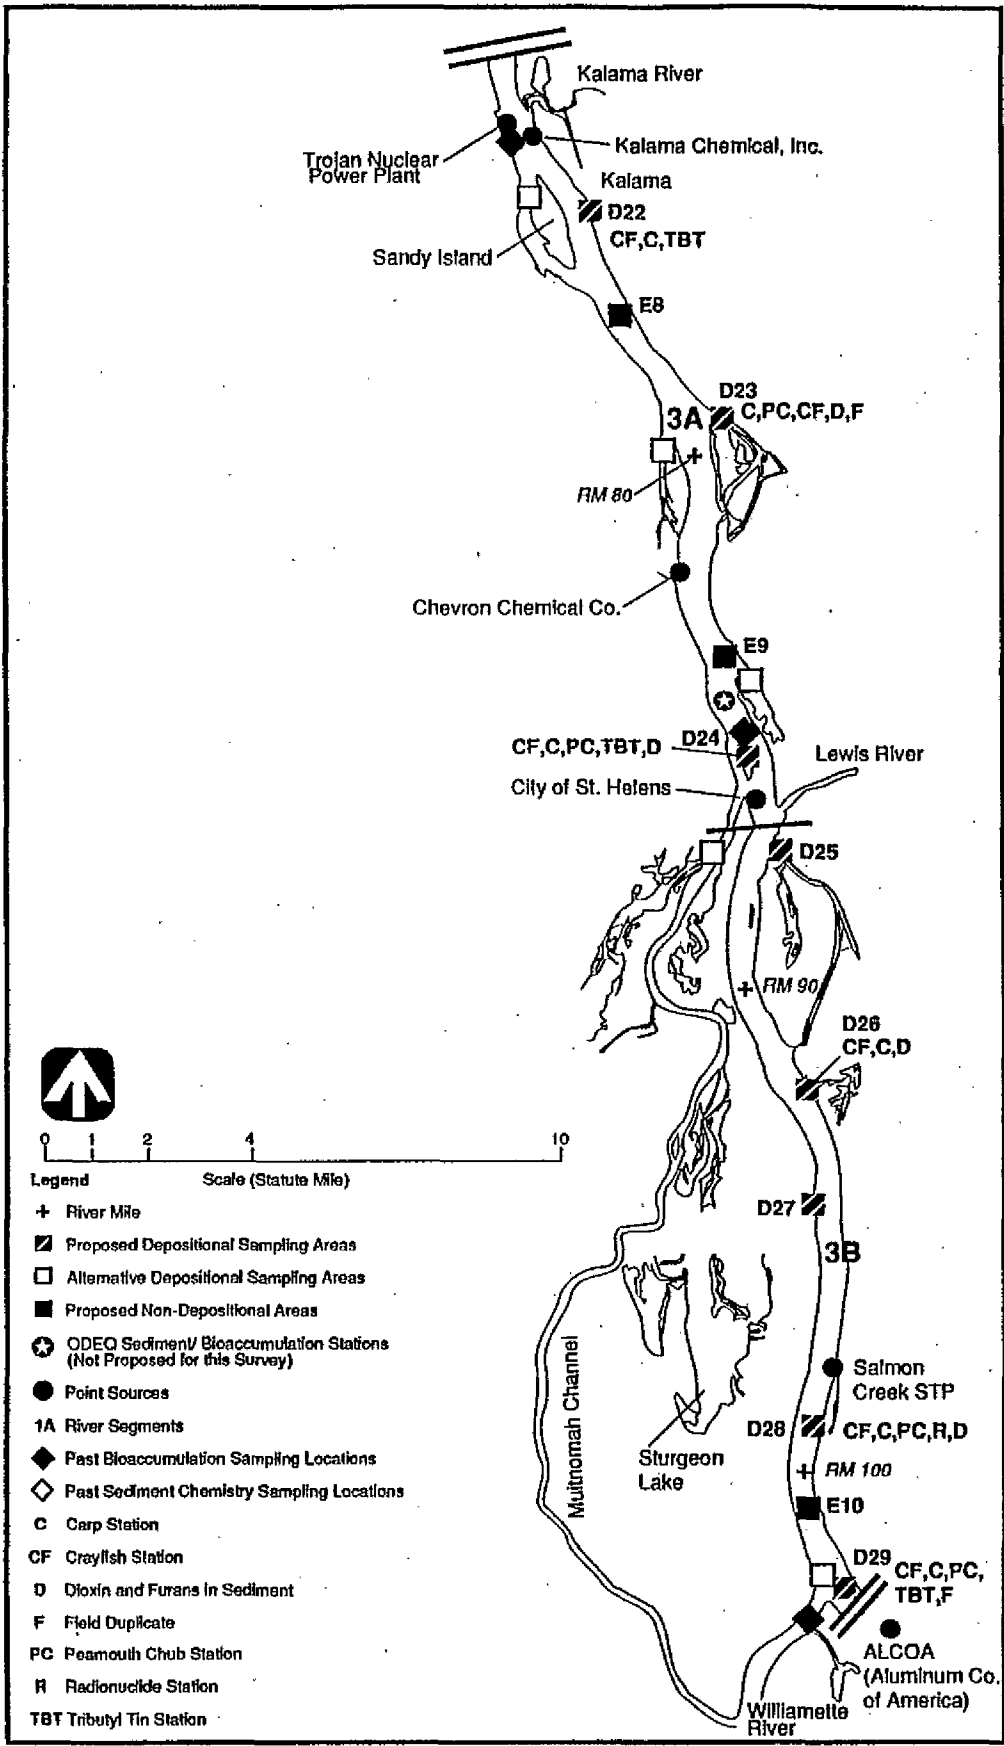 Kalama River
Kalama Chemical, Inc.
Trojan Nuclear
Power Plant
Kalama
D22
CF,C,TBT
Sandy Island
E8
D23
C,PC,CF,D,F
3A
RM 80
Chevron Chemical Co.
E9
D24
CF,C,PC,TBT,D
Lewis River
City of St. Helens
D25
RM 90
D26
CF,C,D
0 1 2 4 10
Legend
Scale (Statute Mile)
River Mile
Proposed Depositional Sampling Areas
Alternative Depositional Sampling Areas
Proposed Non-Depositional Areas
ODEQ Sediment/ Bioaccumulation Stations
(Not Proposed for this Survey)
Point Sources
1A River Segments
Past Bioaccumulation Sampling Locations
Past Sediment Chemistry Sampling Locations
C Carp Station
CF Crayfish Station
D Dioxin and Furans in Sediment
F Field Duplicate
PC Peamouth Chub Station
R Radionuclide Station
TBT Tributyl Tin Station
D27
3B
Multnomah Channel
Salmon
Creek STP
D28
CF,C,PC,R,D
Sturgeon
Lake
RM 100
E10
D29
CF,C,PC,
TBT,F
ALCOA
(Aluminum Co.
of America)
Williamette
River